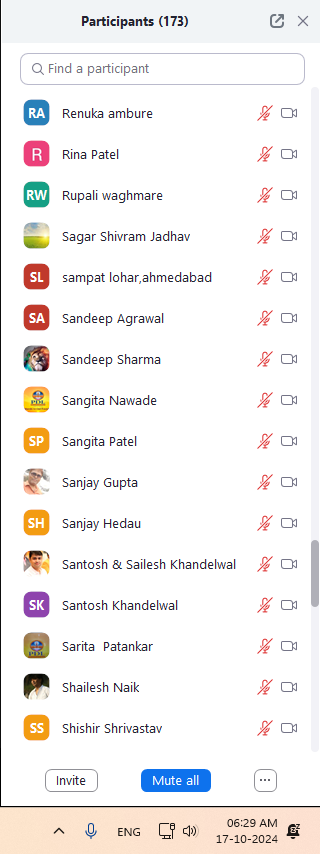 Participants (173)
Find a participant
RA Renuka ambure
R Rina Patel
RW Rupali waghmare
Sagar Shivram Jadhav
SL sampat lohar,ahmedabad
SA Sandeep Agrawal
Sandeep Sharma
Sangita Nawade
SP Sangita Patel
Sanjay Gupta
SH Sanjay Hedau
Santosh & Sailesh Khandelwal
SK Santosh Khandelwal
Sarita  Patankar
Shailesh Naik
SS Shishir Shrivastav
Invite Mute all ...
ENG 06:29 AM
17-10-2024